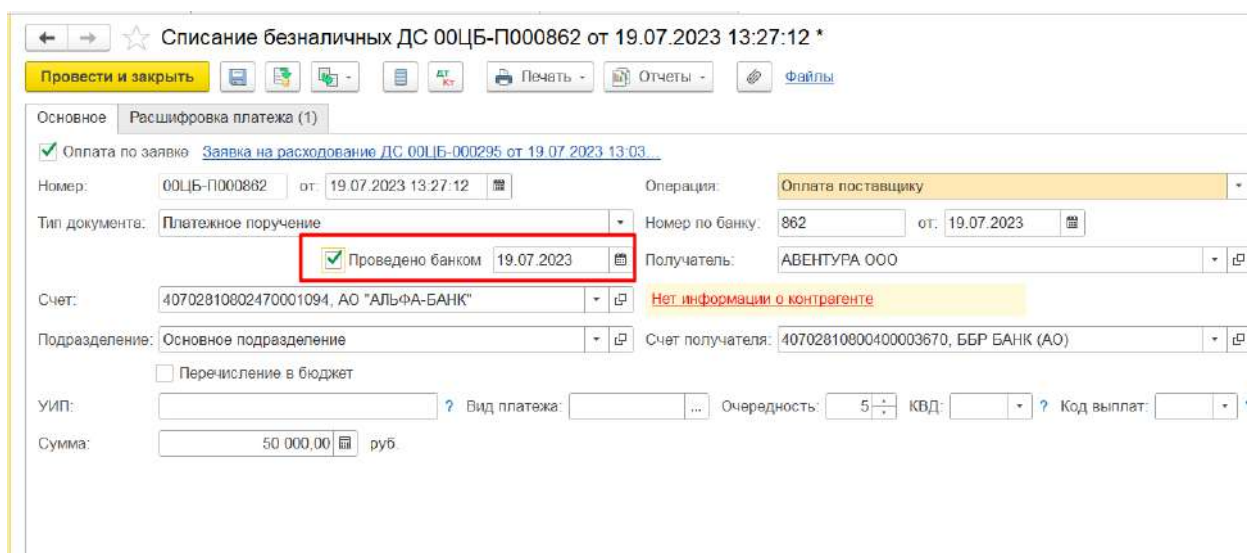 Списание безналичных ДС 00ЦБ-П000862 от 19.07.2023 13:27:12 *
Провести и закрыть Дт Кт Печать Отчеты Файлы
Основное Расшифровка платежа (1)
Оплата по заявке Заявка на расходование ДС 00ЦБ-000295 от 19.07.2023 13:03...
Номер: 00ЦБ-П000862 от: 19.07.2023 13:27:12 Операция: Оплата поставщику
Тип документа: Платежное поручение Номер по банку: 862 от: 19.07.2023
Проведено банком 19.07.2023 Получатель: АВЕНТУРА ООО
Счет: 40702810802470001094, АО "АЛЬФА-БАНК" Нет информации о контрагенте
Подразделение: Основное подразделение Счет получателя: 40702810800400003670, ББР БАНК (АО)
Перечисление в бюджет
УИП: ? Вид платежа: ... Очередность: 5 КВД: ? Код выплат: ?
Сумма: 50 000,00 руб.